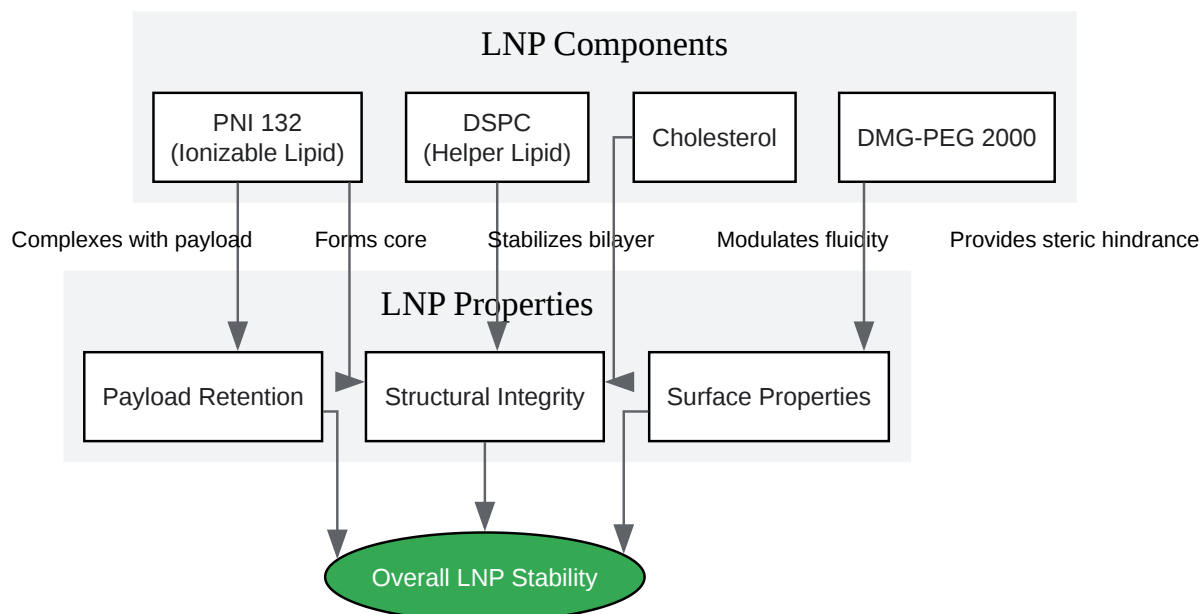 LNP Components
PNI 132
(Ionizable Lipid)
DSPC
(Helper Lipid)
Cholesterol
DMG-PEG 2000
Complexes with payload
Forms core
Stabilizes bilayer
Modulates fluidity
Provides steric hindrance
LNP Properties
Payload Retention
Structural Integrity
Surface Properties
Overall LNP Stability